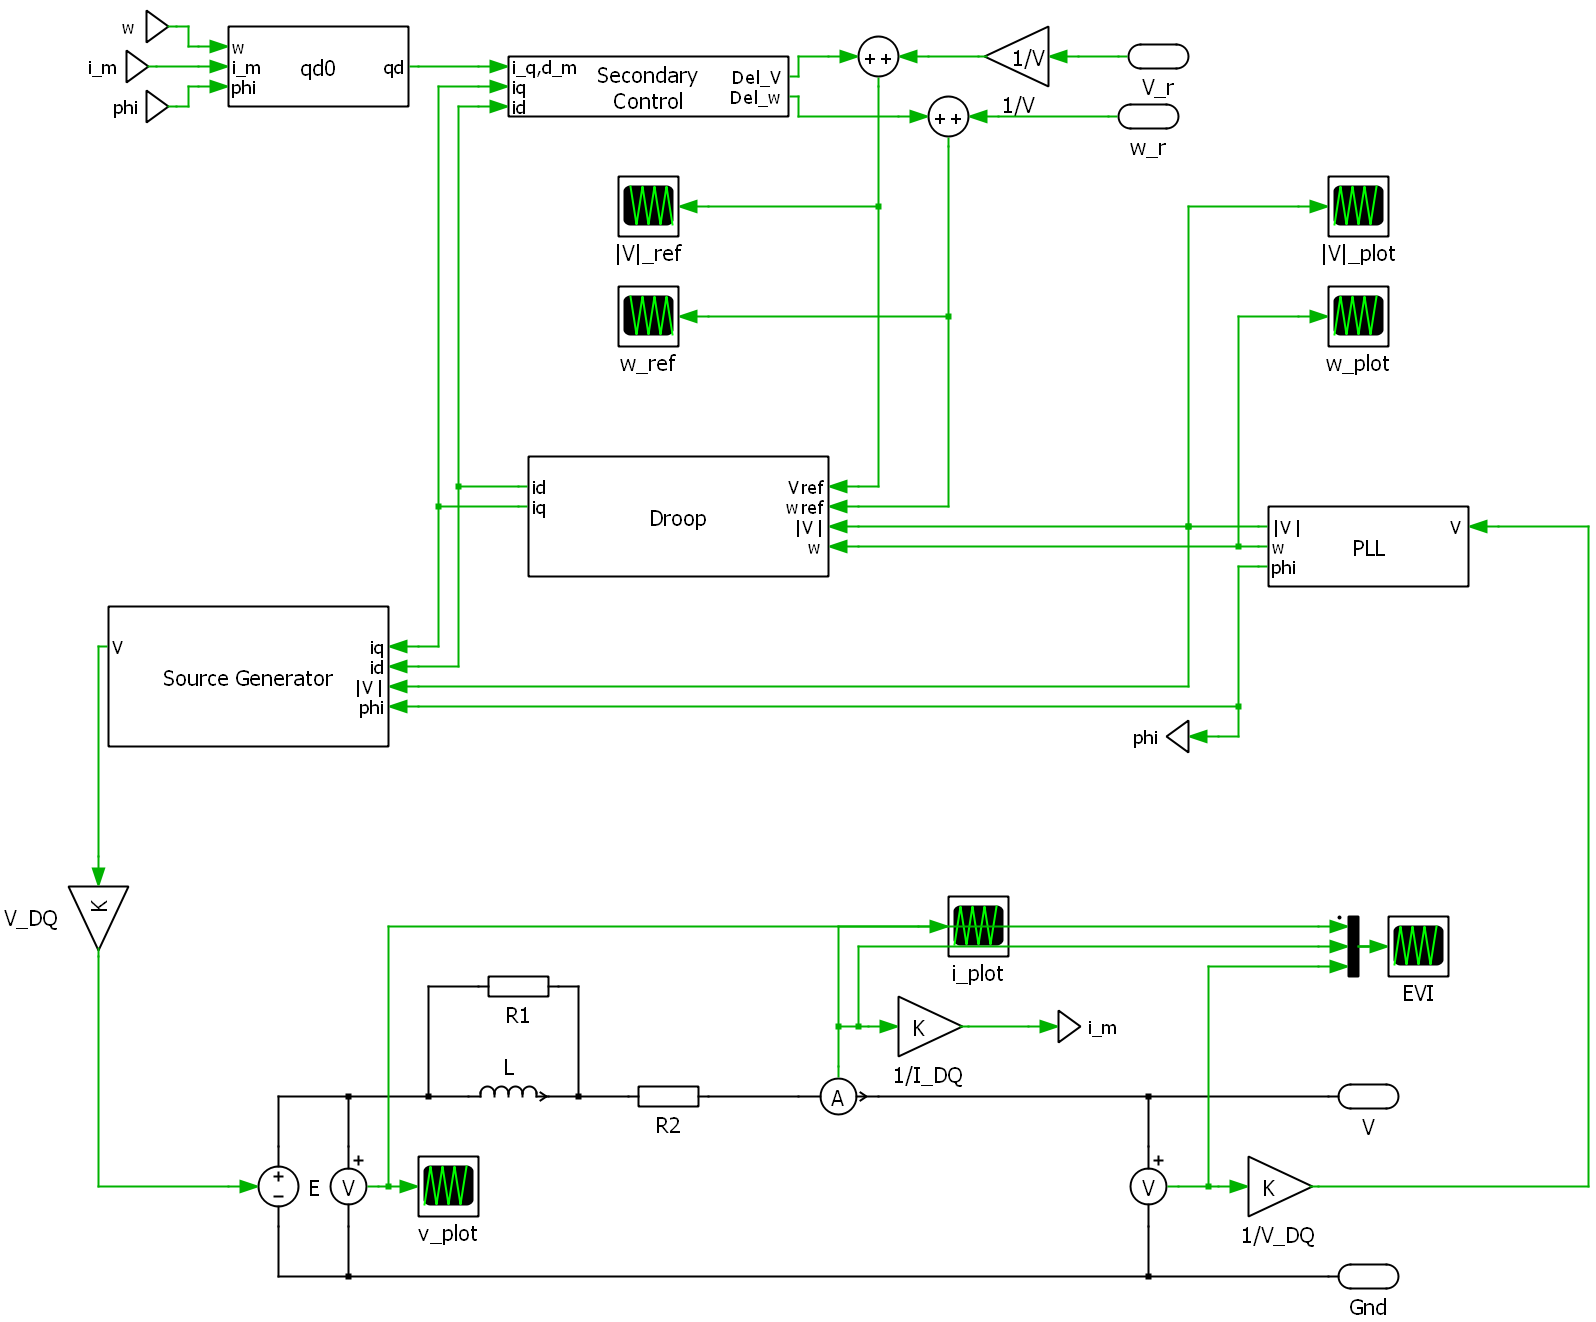 w
i_m
phi
w
i_m
phi
qd0
qd
i_q,d_m
iq
id
Secondary
Control
Del_V
Del_w
++
1/V
V_r
++
1/V
w_r
|V|_ref
|V|_plot
w_ref
w_plot
id
iq
Droop
Vref
wref
|V|
w
|V|
w
phi
PLL
V
V
Source Generator
iq
id
|V|
phi
phi
K
V_DQ
i_plot
EVI
R1
K
i_m
1/I_DQ
L
R2
A
V
+
−
E
+
V
v_plot
+
V
K
1/V_DQ
Gnd